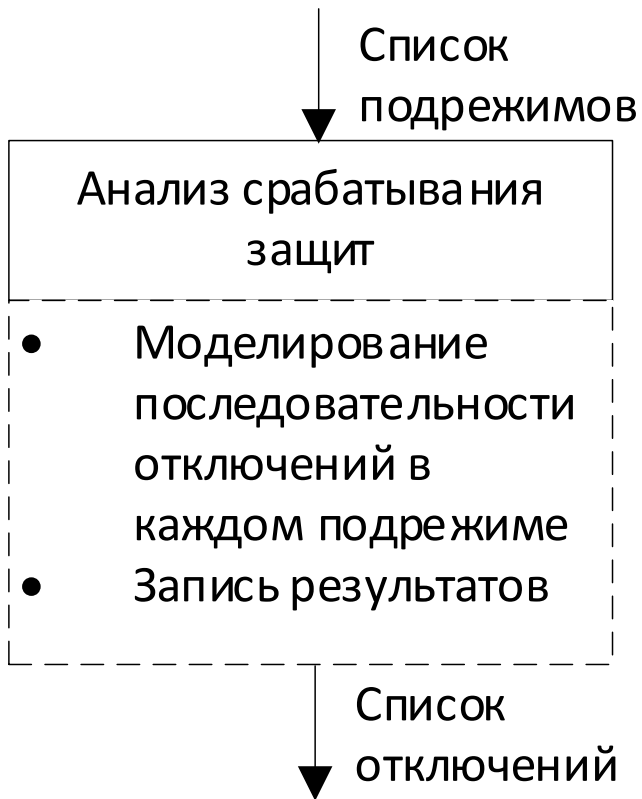 Список
подрежимов
Анализ срабатывания
защит
• Моделирование
последовательности
отключений в
каждом подрежиме
• Запись результатов
Список
отключений